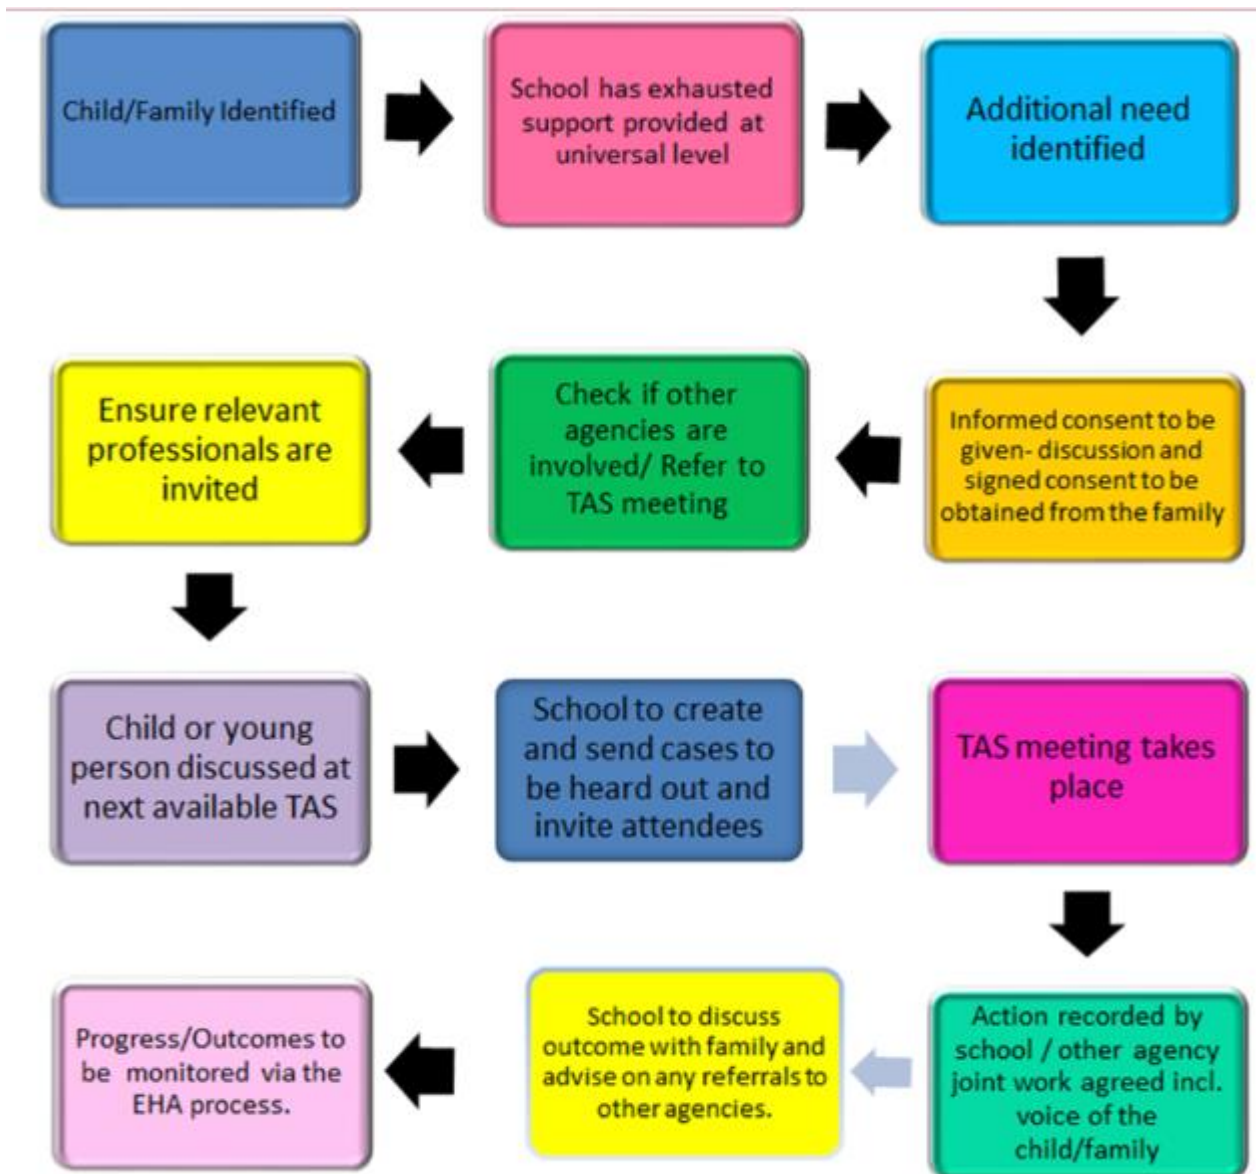 Child/Family Identified
School has exhausted
support provided at
universal level
Additional need
identified
Informed consent to be
given- discussion and
signed consent to be
obtained from the family
Check if other
agencies are
involved/ Refer to
TAS meeting
Ensure relevant
professionals are
invited
Child or young
person discussed at
next available TAS
School to create
and send cases to
be heard out and
invite attendees
TAS meeting takes
place
Action recorded by
school / other agency
joint work agreed incl.
voice of the
child/family
School to discuss
outcome with family and
advise on any referrals to
other agencies.
Progress/Outcomes to
be monitored via the
EHA process.